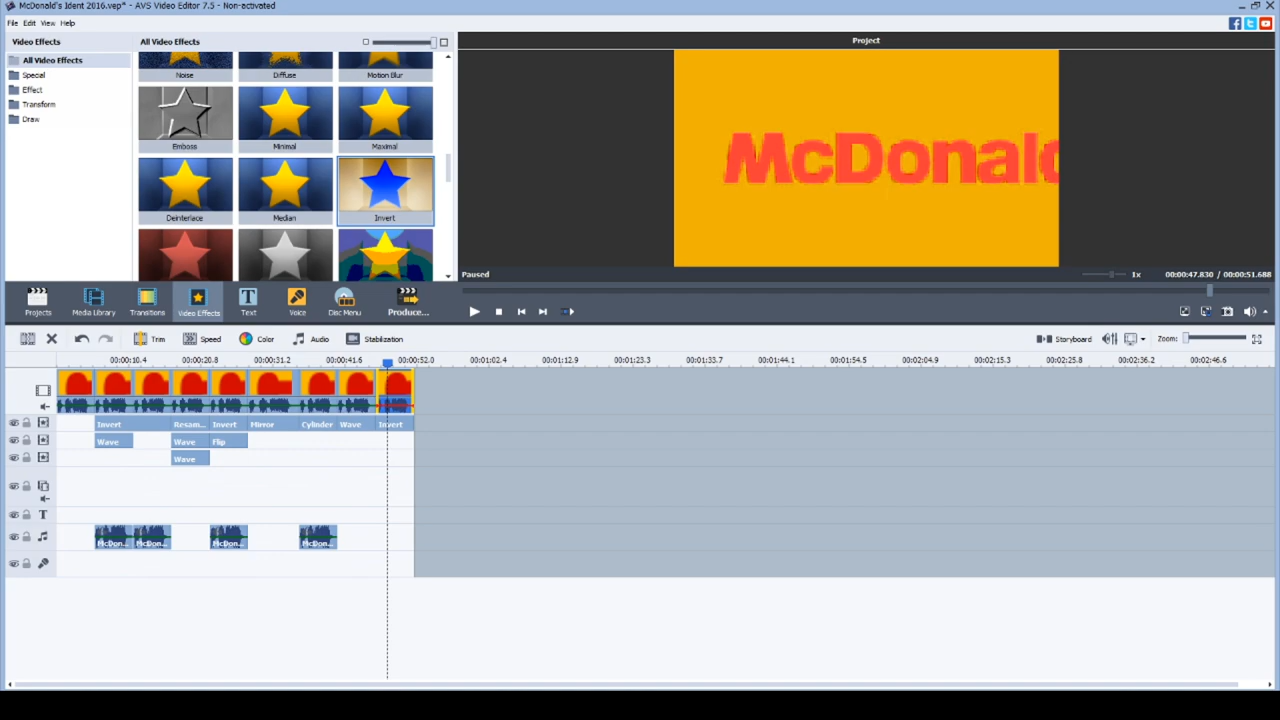 McDonald's Ident 2016.vep* - AVS Video Editor 7.5 - Non-activated
File Edit View Help
Video Effects
All Video Effects
Project
All Video Effects
Special
Effect
Transform
Draw
Noise Diffuse Motion Blur
Emboss Minimal Maximal
Deinterlace Median Invert
McDonald
Paused
1x 00:00:47.830 / 00:00:51.688
Projects Media Library Transitions Video Effects Text Voice Disc Menu Produce...
Trim Speed Color Audio Stabilization Storyboard Zoom:
00:00:10.4 00:00:20.8 00:00:31.2 00:00:41.6 00:00:52.0 00:01:02.4 00:01:12.9 00:01:23.3 00:01:33.7 00:01:44.1 00:01:54.5 00:02:04.9 00:02:15.3 00:02:25.8 00:02:36.2 00:02:46.6
Invert Resam... Invert Mirror Cylinder Wave Invert
Wave Wave Flip
Wave
T
McDon... McDon... McDon... McDon...